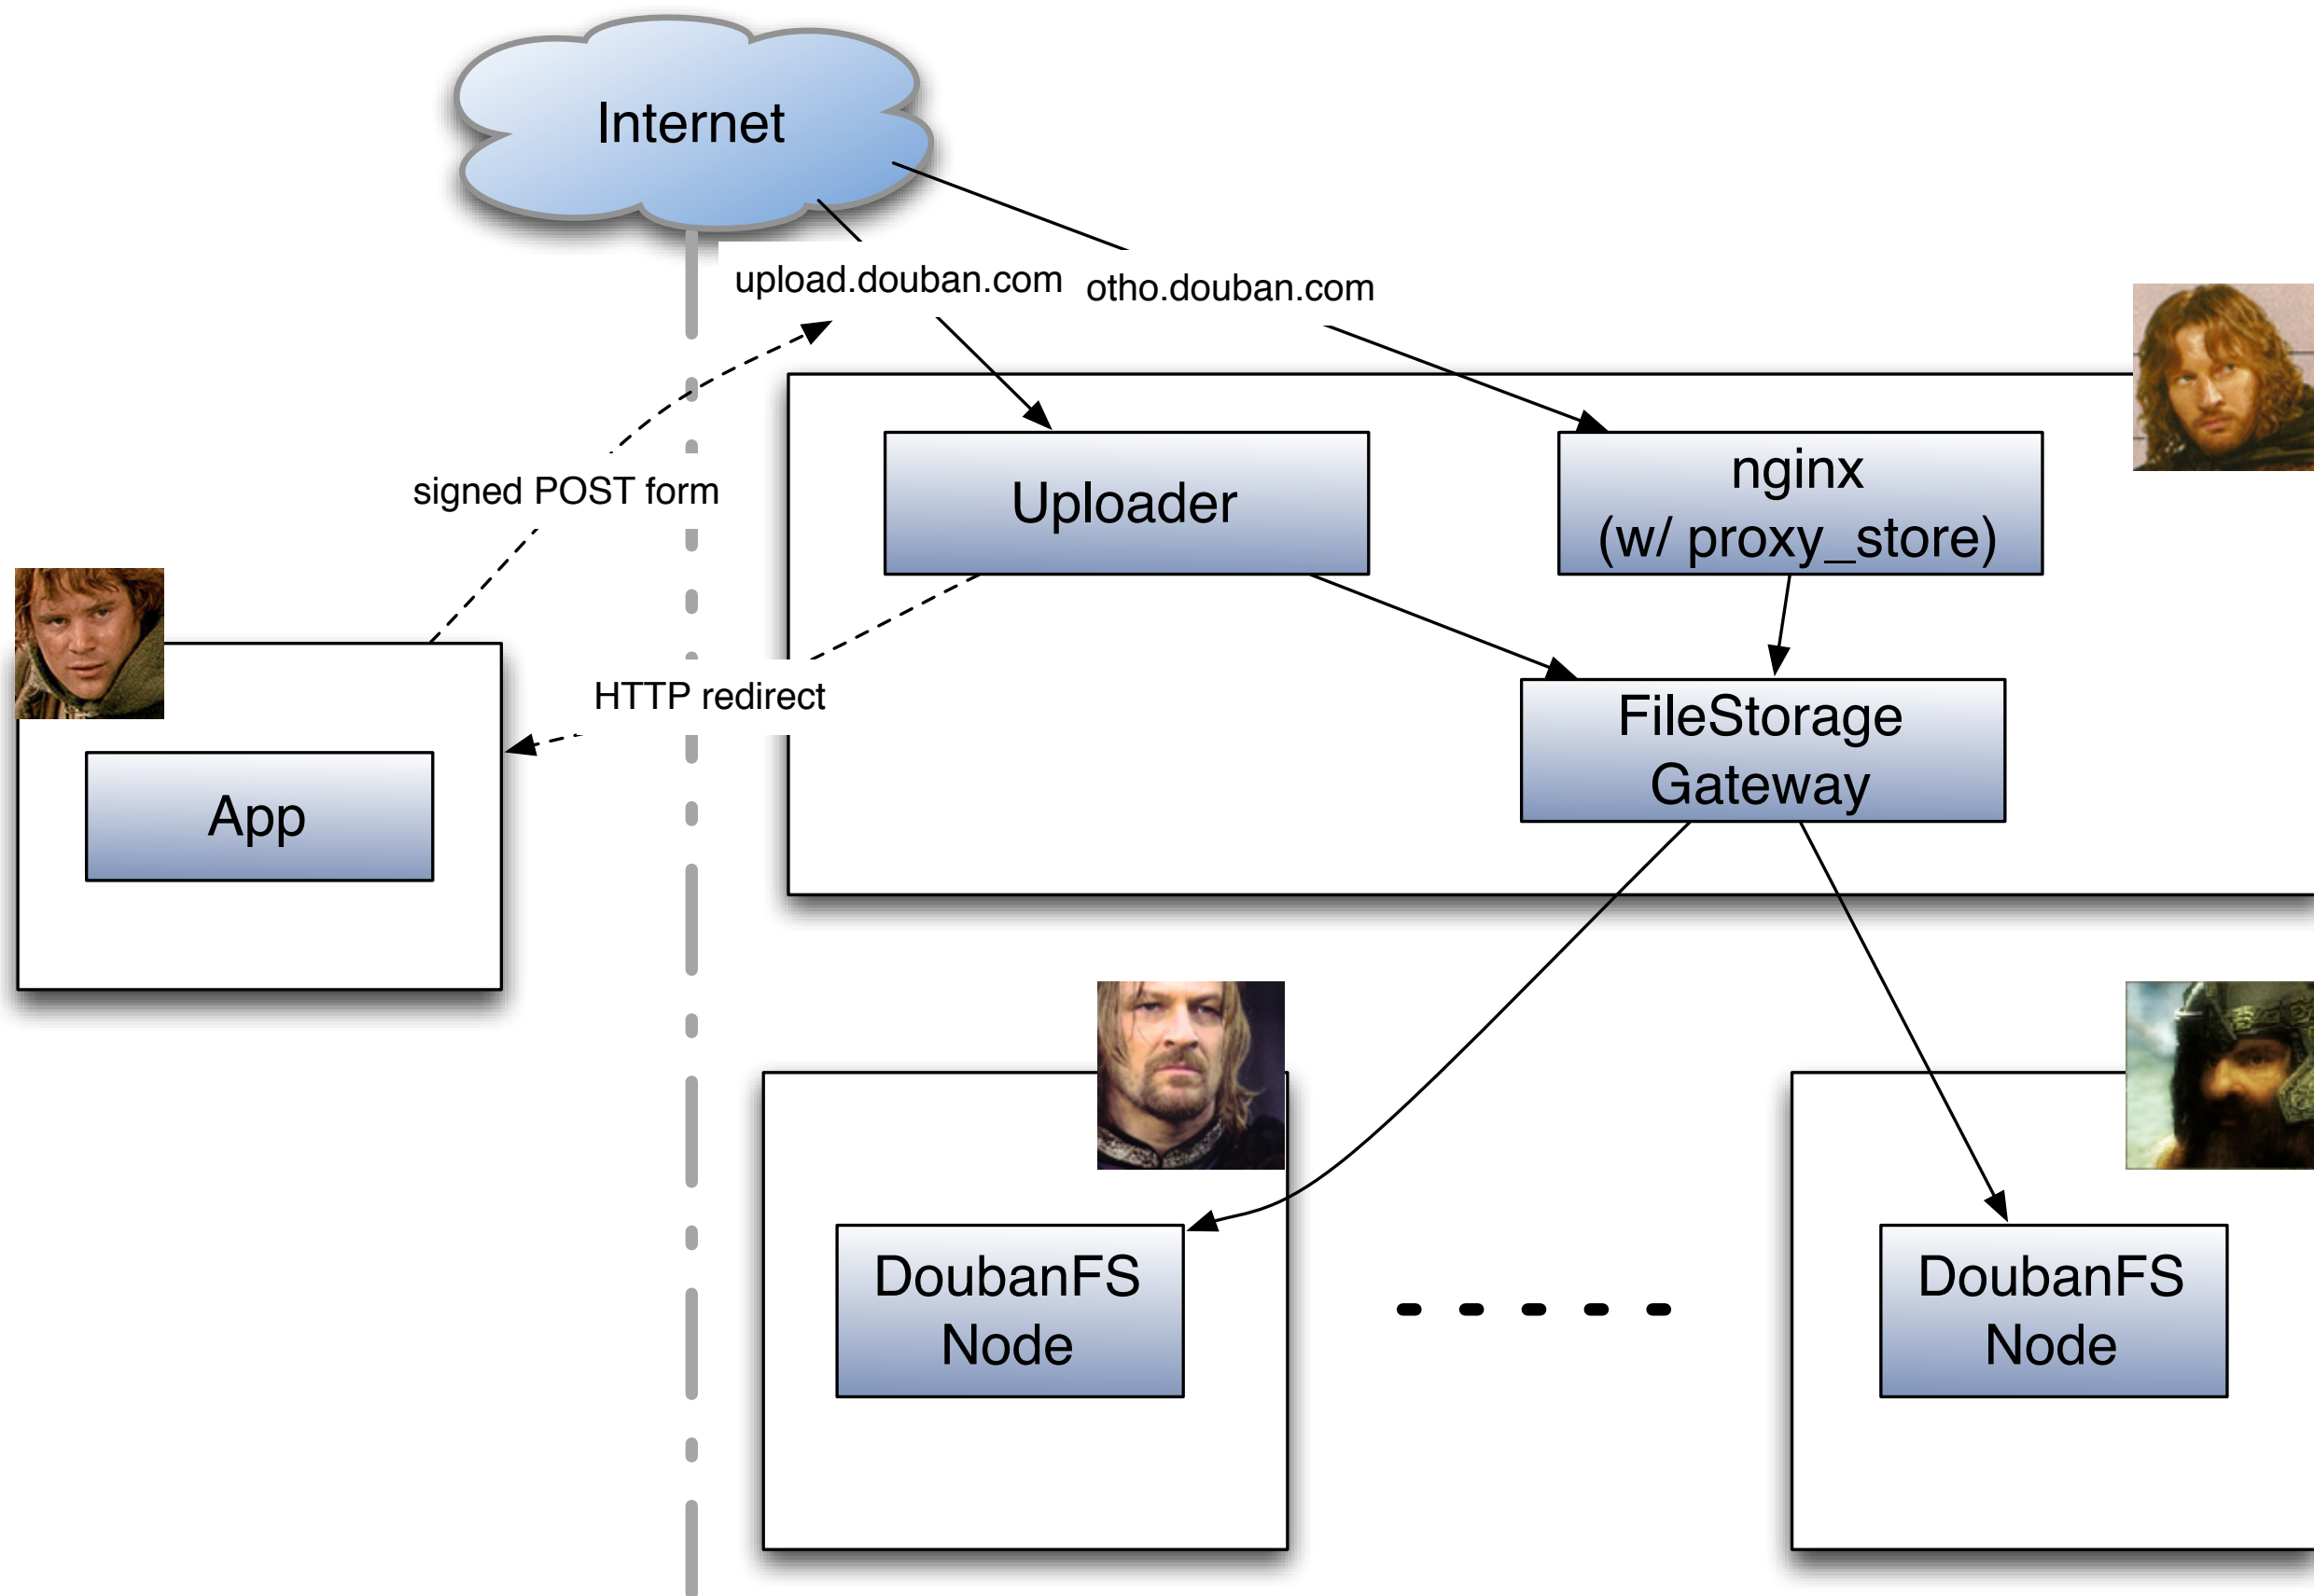 Internet
upload.douban.com
otho.douban.com
signed POST form
Uploader
nginx
(w/ proxy_store)
HTTP redirect
FileStorage
Gateway
App
DoubanFS
Node
DoubanFS
Node